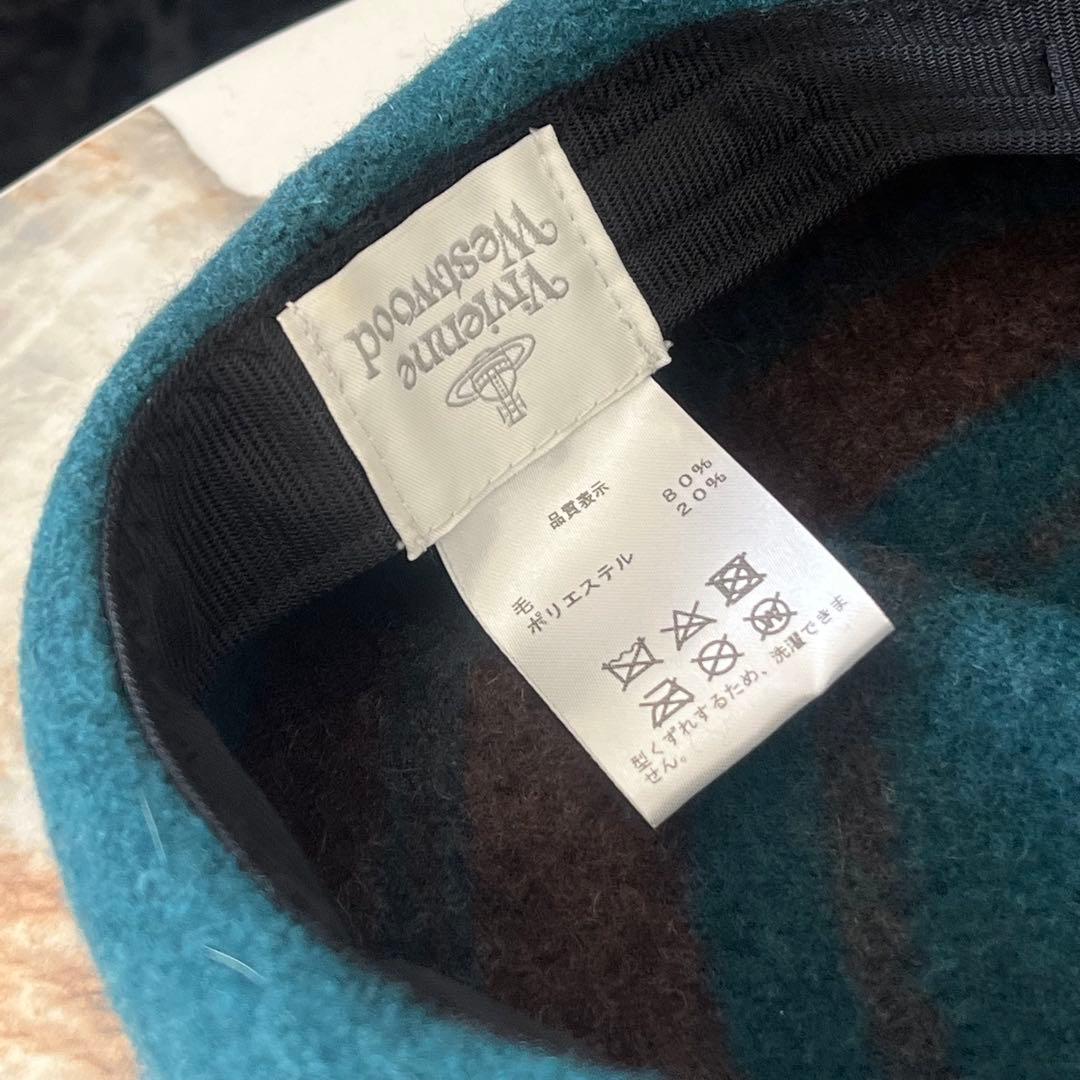 Vivienne
Westwood
品質表示
毛 80%
ポリエステル 20%
型くずれするため、洗濯できま
せん。